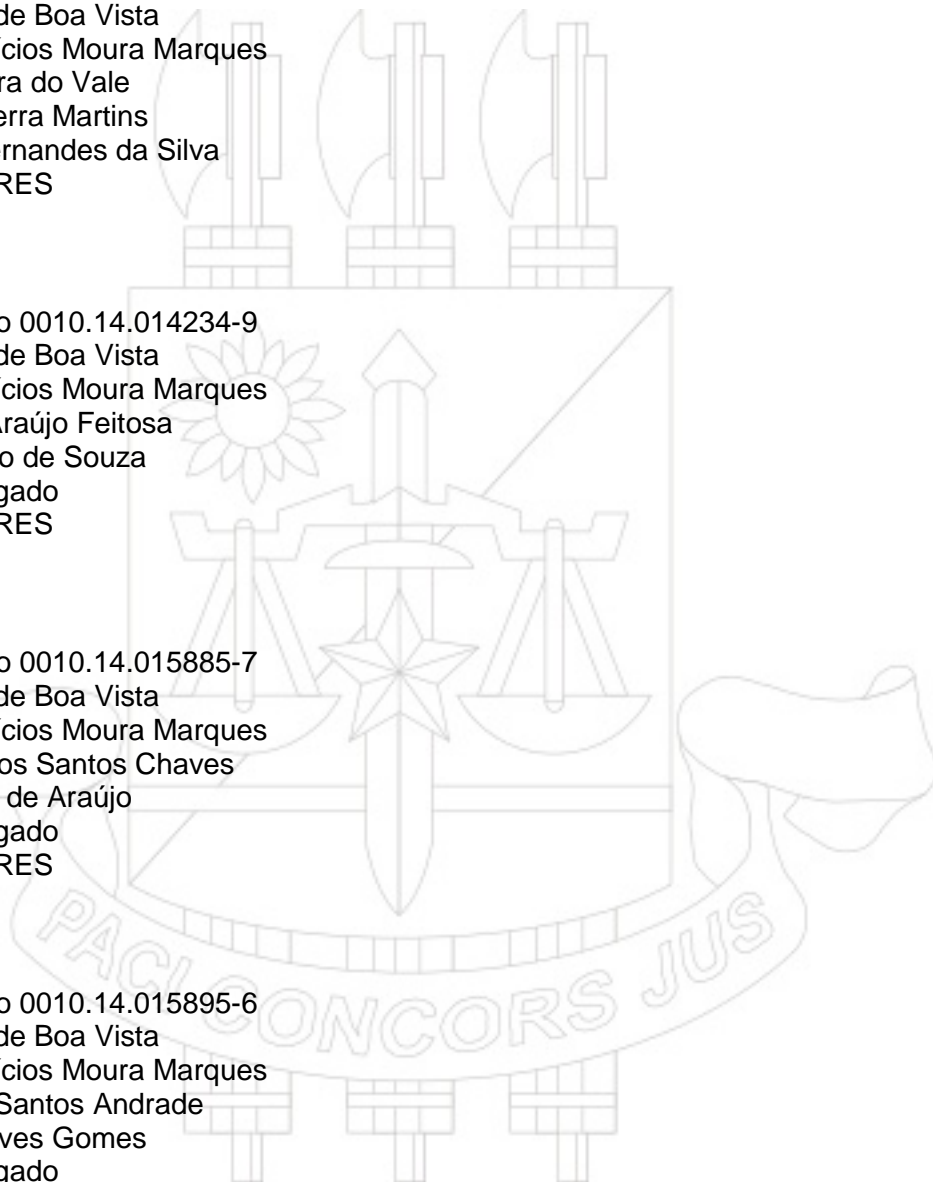 de Boa Vista
ícios Moura Marques
ra do Vale
erra Martins
ernandes da Silva
RES
o 0010.14.014234-9
de Boa Vista
ícios Moura Marques
Araújo Feitosa
o de Souza
gado
RES
o 0010.14.015885-7
de Boa Vista
ícios Moura Marques
os Santos Chaves
de Araújo
gado
RES
PACI CONCORS JUS
o 0010.14.015895-6
de Boa Vista
ícios Moura Marques
Santos Andrade
ves Gomes
gado